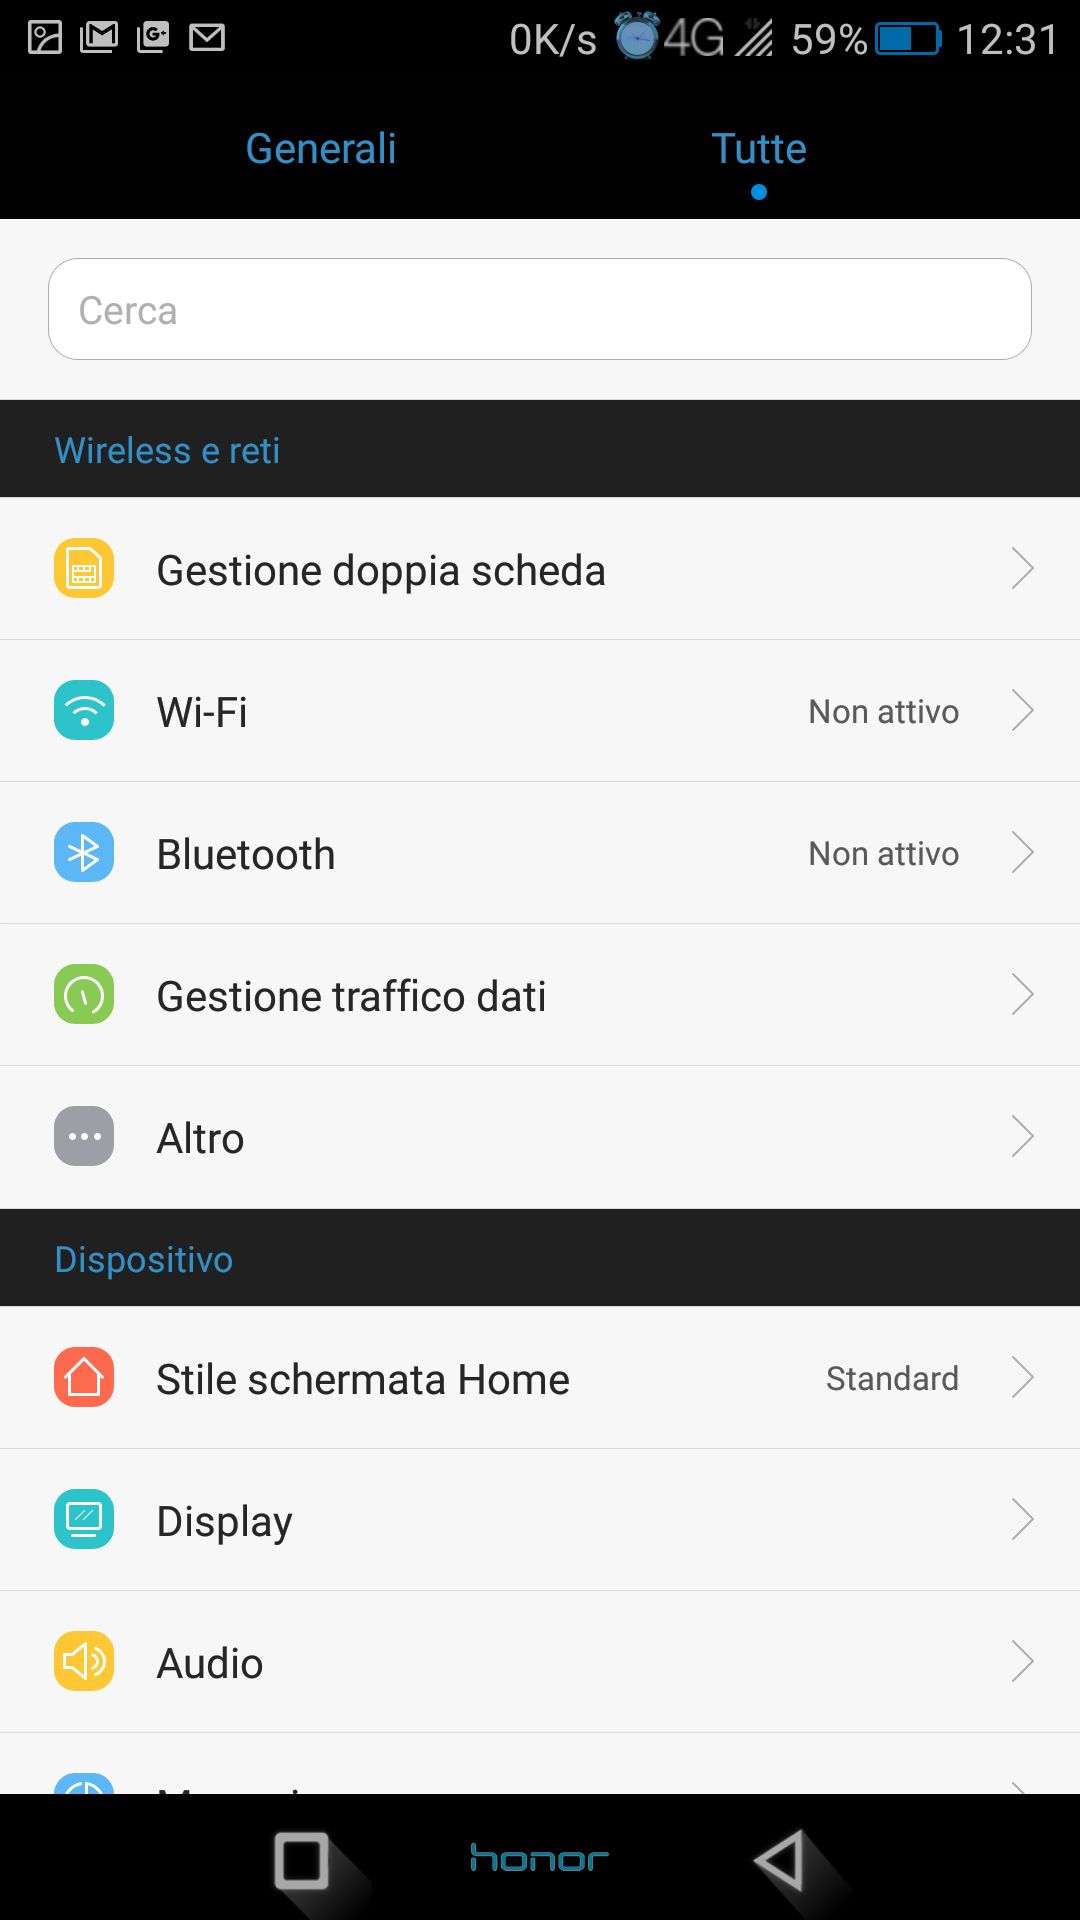 0K/s 4G 59% 12:31
Generali Tutte
Cerca
Wireless e reti
Gestione doppia scheda
Wi-Fi Non attivo
Bluetooth Non attivo
Gestione traffico dati
Altro
Dispositivo
Stile schermata Home Standard
Display
Audio
honor